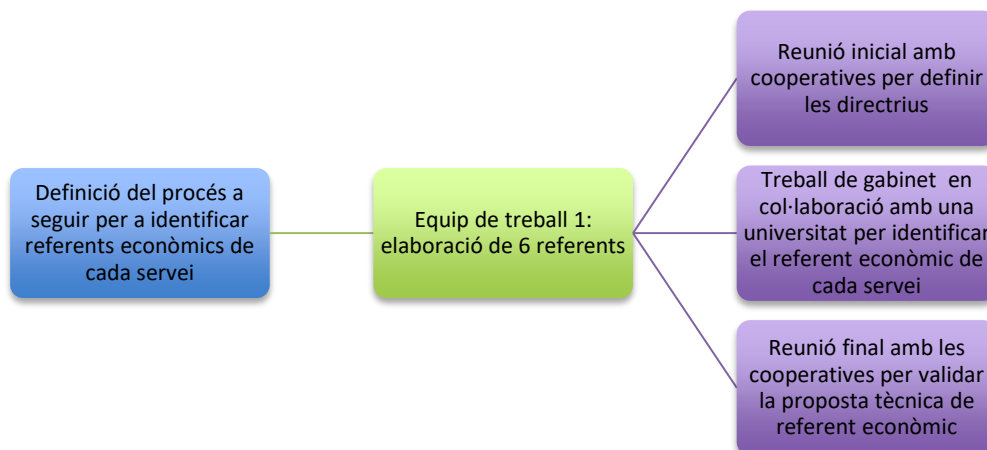 Definició del procés a
seguir per a identificar
referents econòmics de
cada servei
Equip de treball 1:
elaboració de 6 referents
Reunió inicial amb
cooperatives per definir
les directrius
Treball de gabinet  en
col·laboració amb una
universitat per identificar
el referent econòmic de
cada servei
Reunió final amb les
cooperatives per validar
la proposta tècnica de
referent econòmic